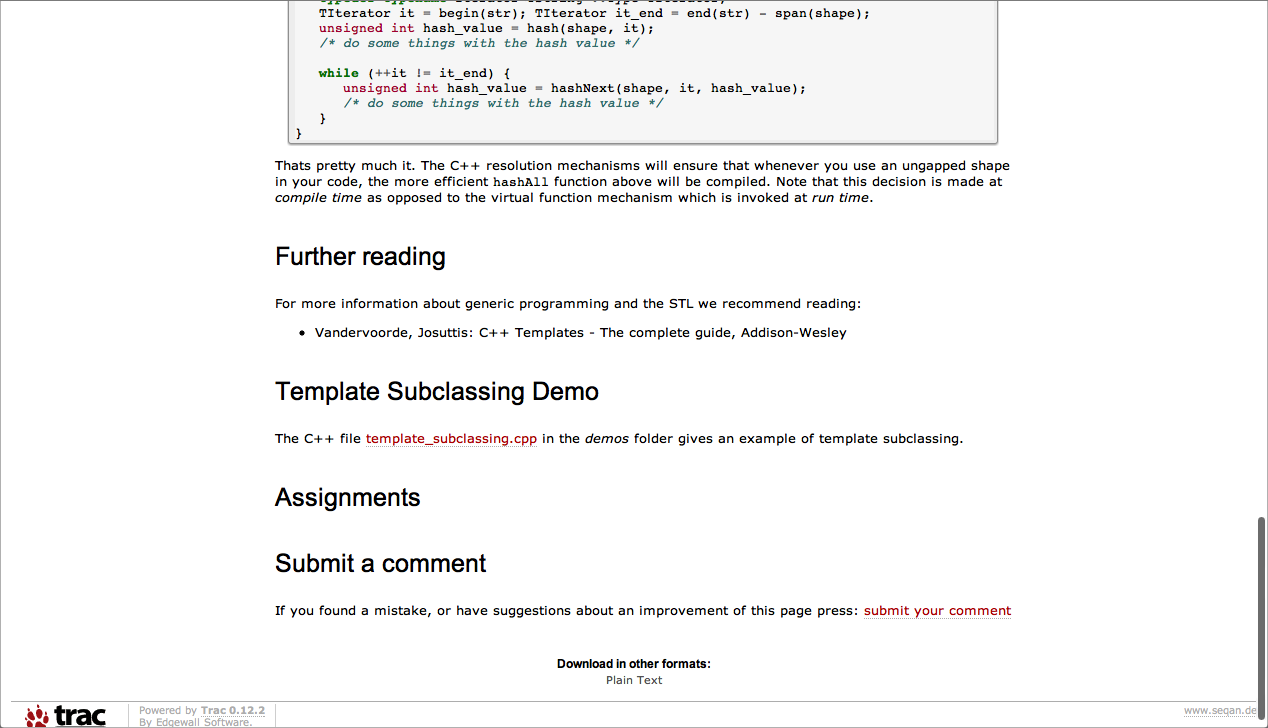 TIterator it = begin(str); TIterator it_end = end(str) - span(shape);
unsigned int hash_value = hash(shape, it);
/* do some things with the hash value */
while (++it != it_end) {
unsigned int hash_value = hashNext(shape, it, hash_value);
/* do some things with the hash value */
}
}
Thats pretty much it. The C++ resolution mechanisms will ensure that whenever you use an ungapped shape
in your code, the more efficient hashAll function above will be compiled. Note that this decision is made at
compile time as opposed to the virtual function mechanism which is invoked at run time.
Further reading
For more information about generic programming and the STL we recommend reading:
• Vandervoorde, Josuttis: C++ Templates - The complete guide, Addison-Wesley
Template Subclassing Demo
The C++ file template_subclassing.cpp in the demos folder gives an example of template subclassing.
Assignments
Submit a comment
If you found a mistake, or have suggestions about an improvement of this page press: submit your comment
Download in other formats:
Plain Text
trac
Powered by Trac 0.12.2
By Edgewall Software.
www.seqan.de